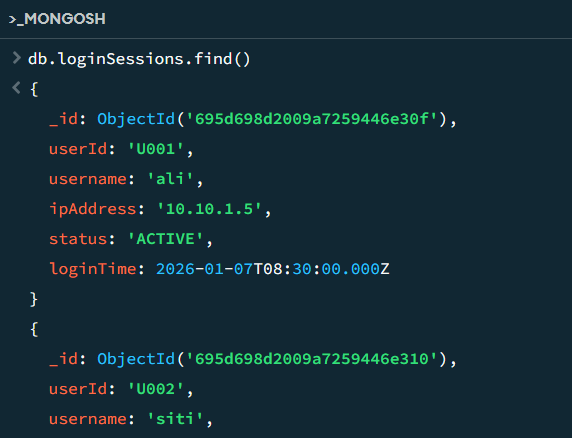 >_MONGOSH
> db.loginSessions.find()
< {
_id: ObjectId('695d698d2009a7259446e30f'),
userId: 'U001',
username: 'ali',
ipAddress: '10.10.1.5',
status: 'ACTIVE',
loginTime: 2026-01-07T08:30:00.000Z
}
{
_id: ObjectId('695d698d2009a7259446e310'),
userId: 'U002',
username: 'siti',